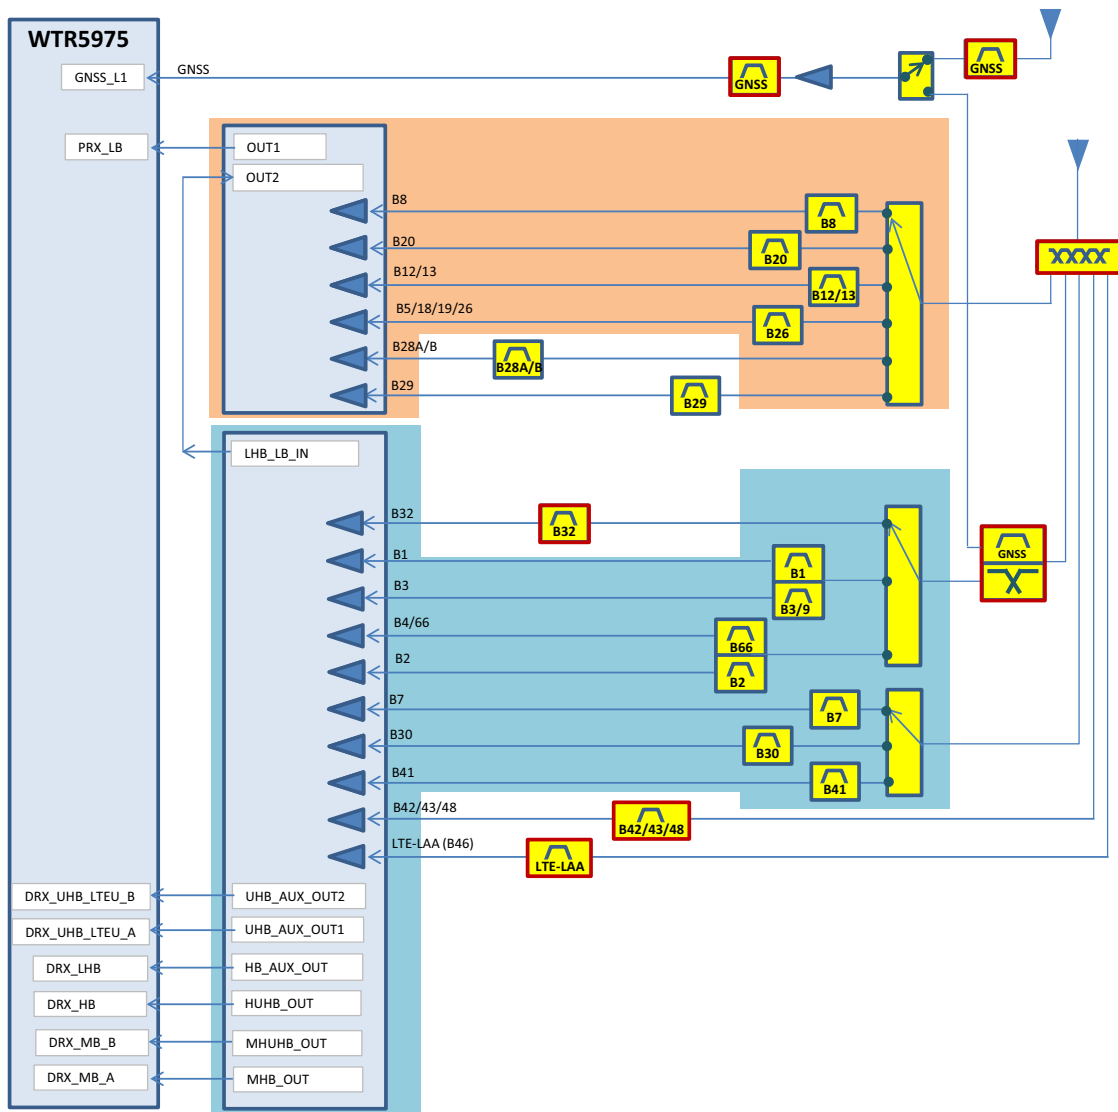 WTR5975
GNSS_L1
GNSS
GNSS
GNSS
PRX_LB
OUT1
OUT2
B8
B8
B20
B20
B12/13
B12/13
B5/18/19/26
B26
B28A/B
B28A/B
B29
B29
XXXX
LHB_LB_IN
B32
B32
B1
B1
B3
B3/9
GNSS
X
B4/66
B66
B2
B2
B7
B7
B30
B30
B41
B41
B42/43/48
B42/43/48
LTE-LAA (B46)
LTE-LAA
DRX_UHB_LTEU_B
UHB_AUX_OUT2
DRX_UHB_LTEU_A
UHB_AUX_OUT1
DRX_LHB
HB_AUX_OUT
DRX_HB
HUHB_OUT
DRX_MB_B
MHUHB_OUT
DRX_MB_A
MHB_OUT